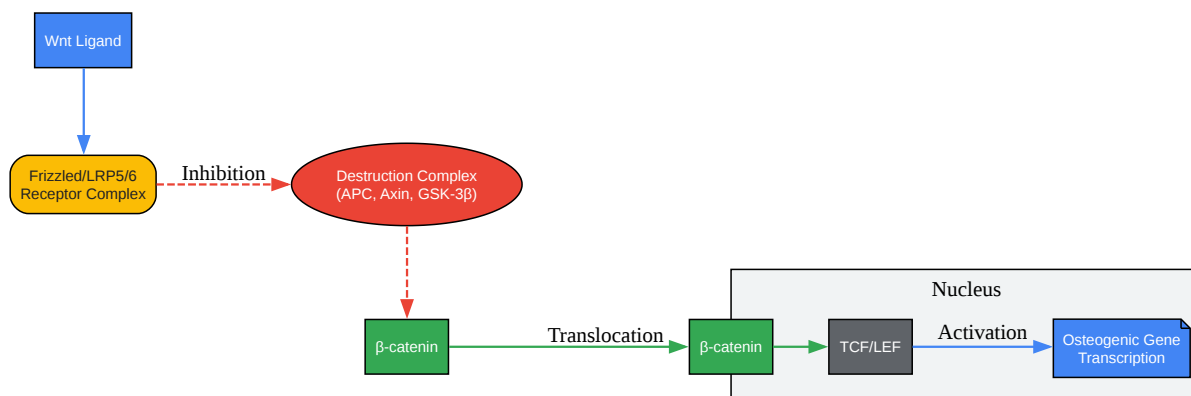 Wnt Ligand
Frizzled/LRP5/6
Receptor Complex
Inhibition
Destruction Complex
(APC, Axin, GSK-3β)
β-catenin
Translocation
Nucleus
β-catenin
TCF/LEF
Activation
Osteogenic Gene
Transcription